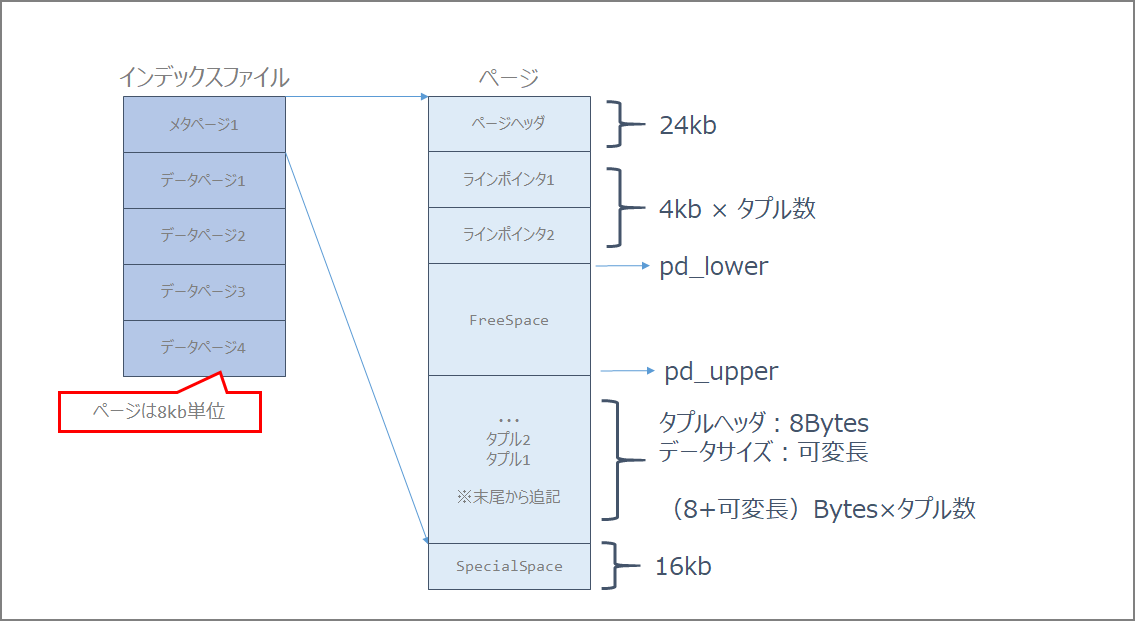 インデックスファイル
メタページ1
データページ1
データページ2
データページ3
データページ4
ページは8kb単位
ページ
ページヘッダ
24kb
ラインポインタ1
ラインポインタ2
4kb × タプル数
pd_lower
FreeSpace
pd_upper
...
タプル2
タプル1
※末尾から追記
タプルヘッダ：8Bytes
データサイズ：可変長
（8+可変長）Bytes×タプル数
SpecialSpace
16kb